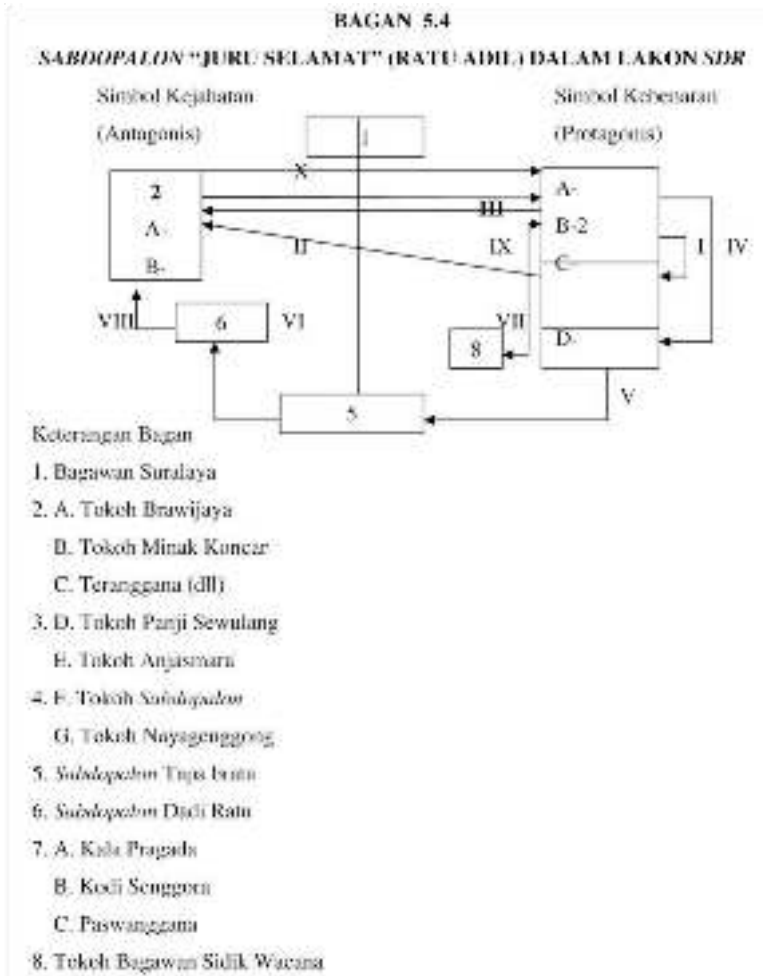 BAGAN 5.4
SABDOPALON “JURU SELAMAT” (RATU ADIL) DALAM LAKON SDR
Simbol Kejahatan
(Antagonis)
Simbol Kebenaran
(Protagonis)
1
X
2
A-
B-
III
II
IX
A-
B-2
C-
D-
I
IV
VIII
6
VI
VII
8
V
5
Keterangan Bagan
1. Bagawan Suralaya
2. A. Tokoh Brawijaya
B. Tokoh Minak Koncar
C. Teranggana (dll)
3. D. Tokoh Panji Sewulang
E. Tokoh Anjasmara
4. F. Tokoh Sabdopalon
G. Tokoh Nayagenggong
5. Sabdopalon Tapa brata
6. Sabdopalon Dadi Ratu
7. A. Kala Pragada
B. Kodi Senggora
C. Paswanggana
8. Tokoh Bagawan Sidik Wacana